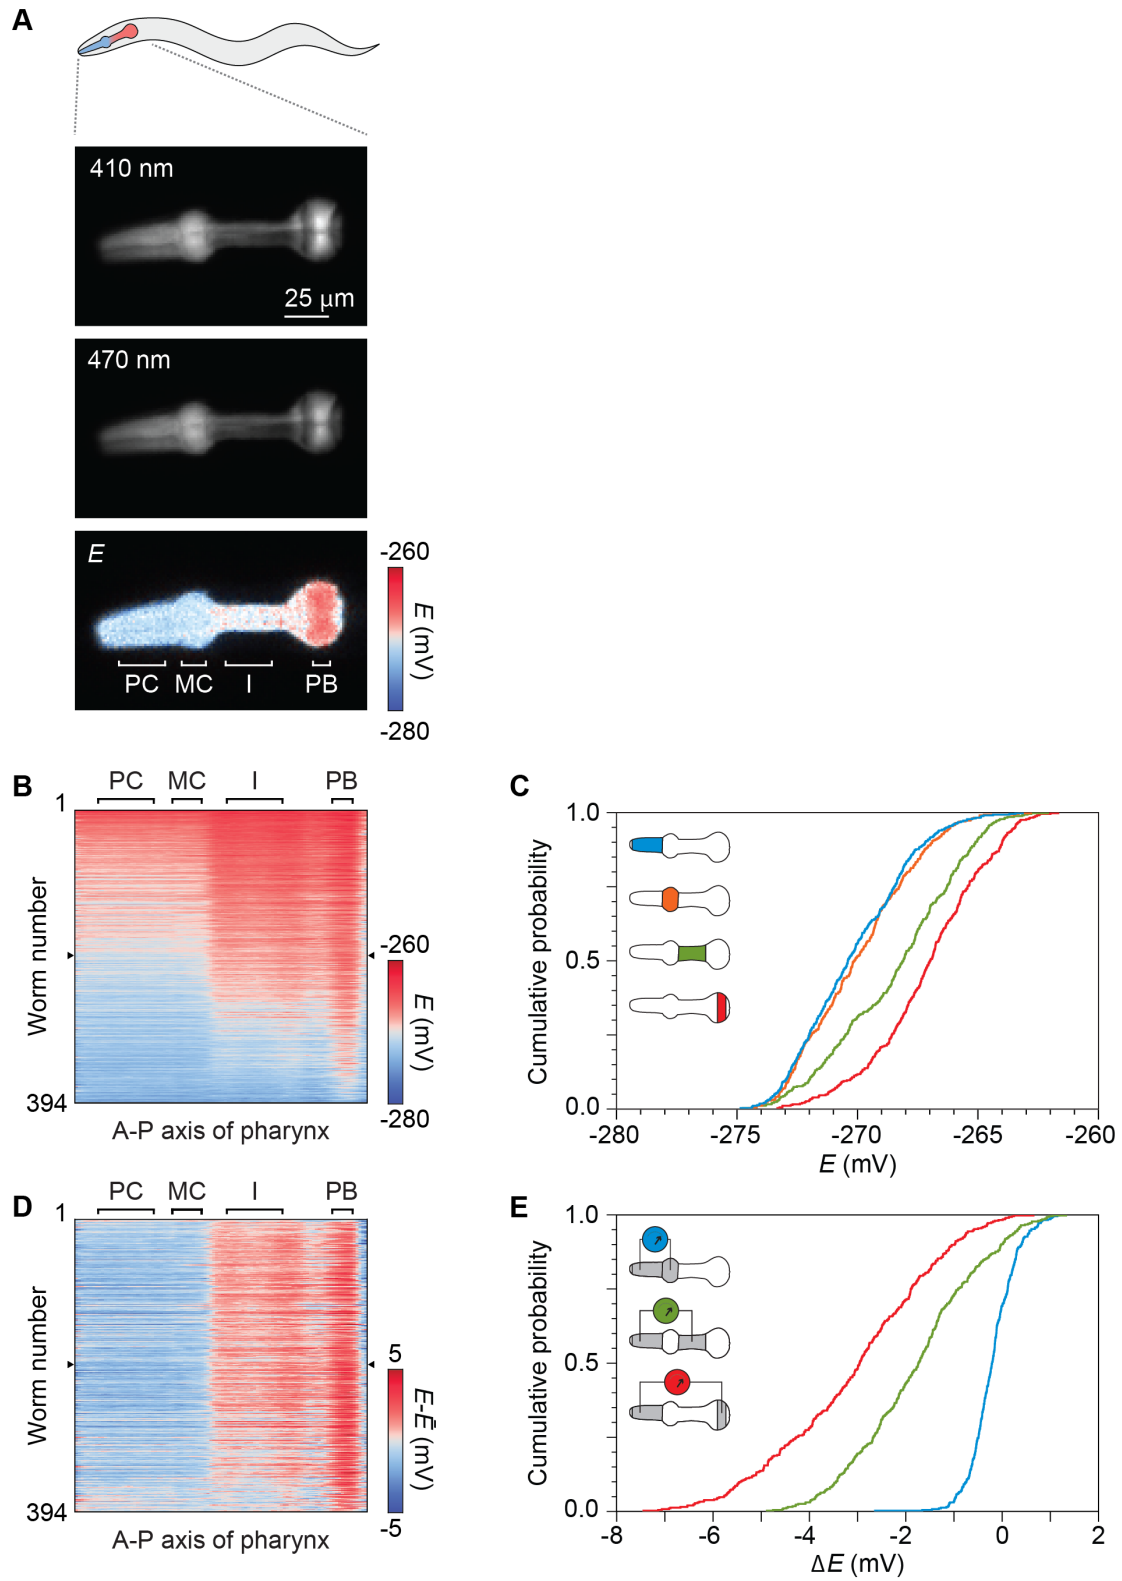 A
410 nm
25 µm
470 nm
E
PC MC I PB
-260
E (mV)
-280
B
PC MC I PB
1
Worm number
394
A-P axis of pharynx
-260
E (mV)
-280
C
1.0
0.5
0.0
Cumulative probability
-280 -275 -270 -265 -260
E (mV)
D
PC MC I PB
1
Worm number
394
A-P axis of pharynx
5
E-Ē (mV)
-5
E
1.0
0.5
0.0
Cumulative probability
-8 -6 -4 -2 0 2
ΔE (mV)